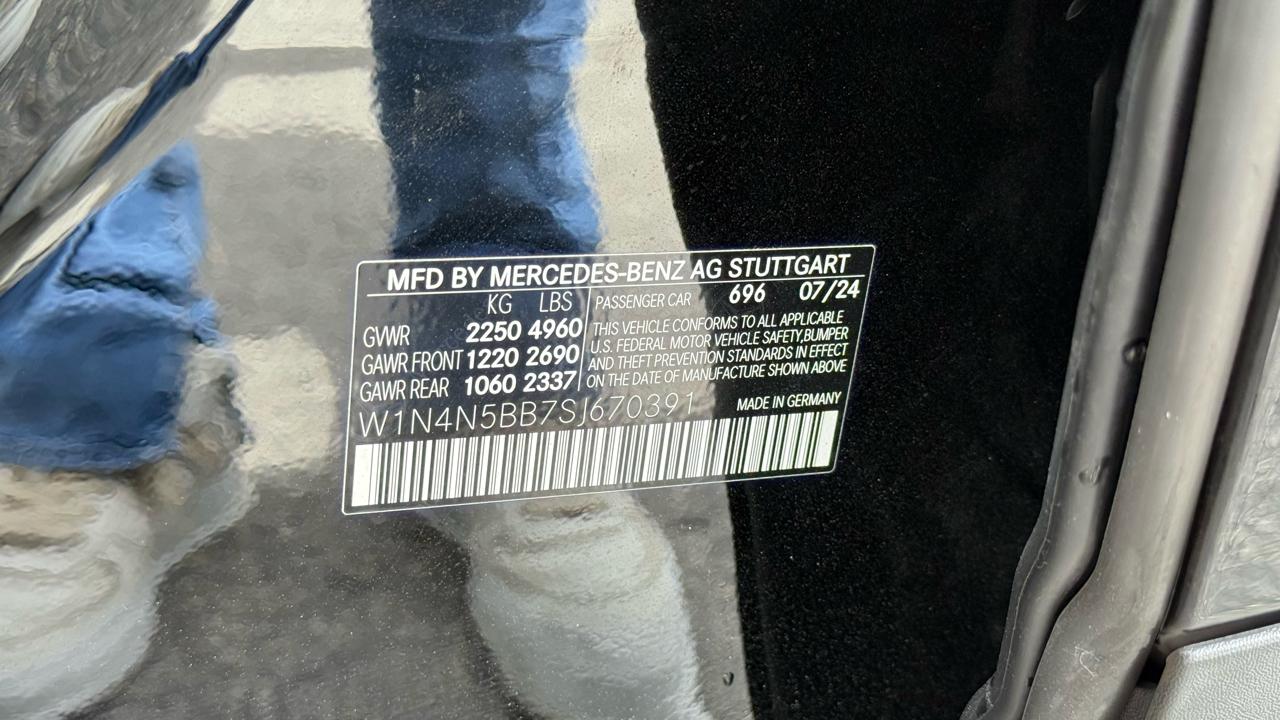 MFD BY MERCEDES-BENZ AG STUTTGART
KG LBS
GVWR 2250 4960
GAWR FRONT 1220 2690
GAWR REAR 1060 2337
PASSENGER CAR 696 07/24
THIS VEHICLE CONFORMS TO ALL APPLICABLE
U.S. FEDERAL MOTOR VEHICLE SAFETY,BUMPER
AND THEFT PREVENTION STANDARDS IN EFFECT
ON THE DATE OF MANUFACTURE SHOWN ABOVE
W1N4N5BB7SJ670391 MADE IN GERMANY